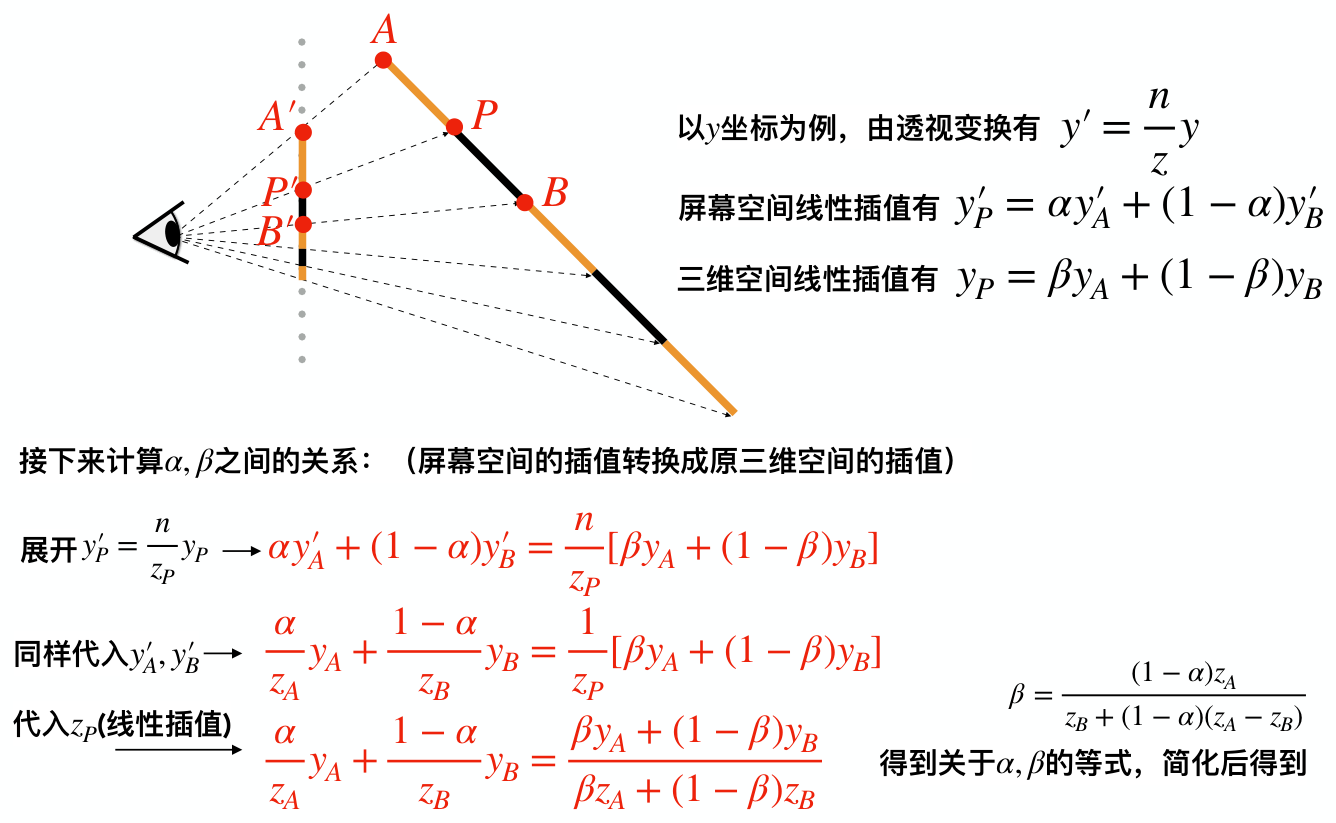 A
P
B
A′
P′
B′
以y坐标为例，由透视变换有 y′ = n/z y
屏幕空间线性插值有 y′_P = αy′_A + (1 − α)y′_B
三维空间线性插值有 y_P = βy_A + (1 − β)y_B
接下来计算α, β之间的关系：（屏幕空间的插值转换成原三维空间的插值）
展开 y′_P = n/z_P y_P → αy′_A + (1 − α)y′_B = n/z_P [βy_A + (1 − β)y_B]
同样代入y′_A, y′_B → α/z_A y_A + (1 − α)/z_B y_B = 1/z_P [βy_A + (1 − β)y_B]
代入z_P(线性插值) → α/z_A y_A + (1 − α)/z_B y_B = (βy_A + (1 − β)y_B)/(βz_A + (1 − β)z_B)
β = ((1 − α)z_A)/(z_B + (1 − α)(z_A − z_B))
得到关于α, β的等式，简化后得到